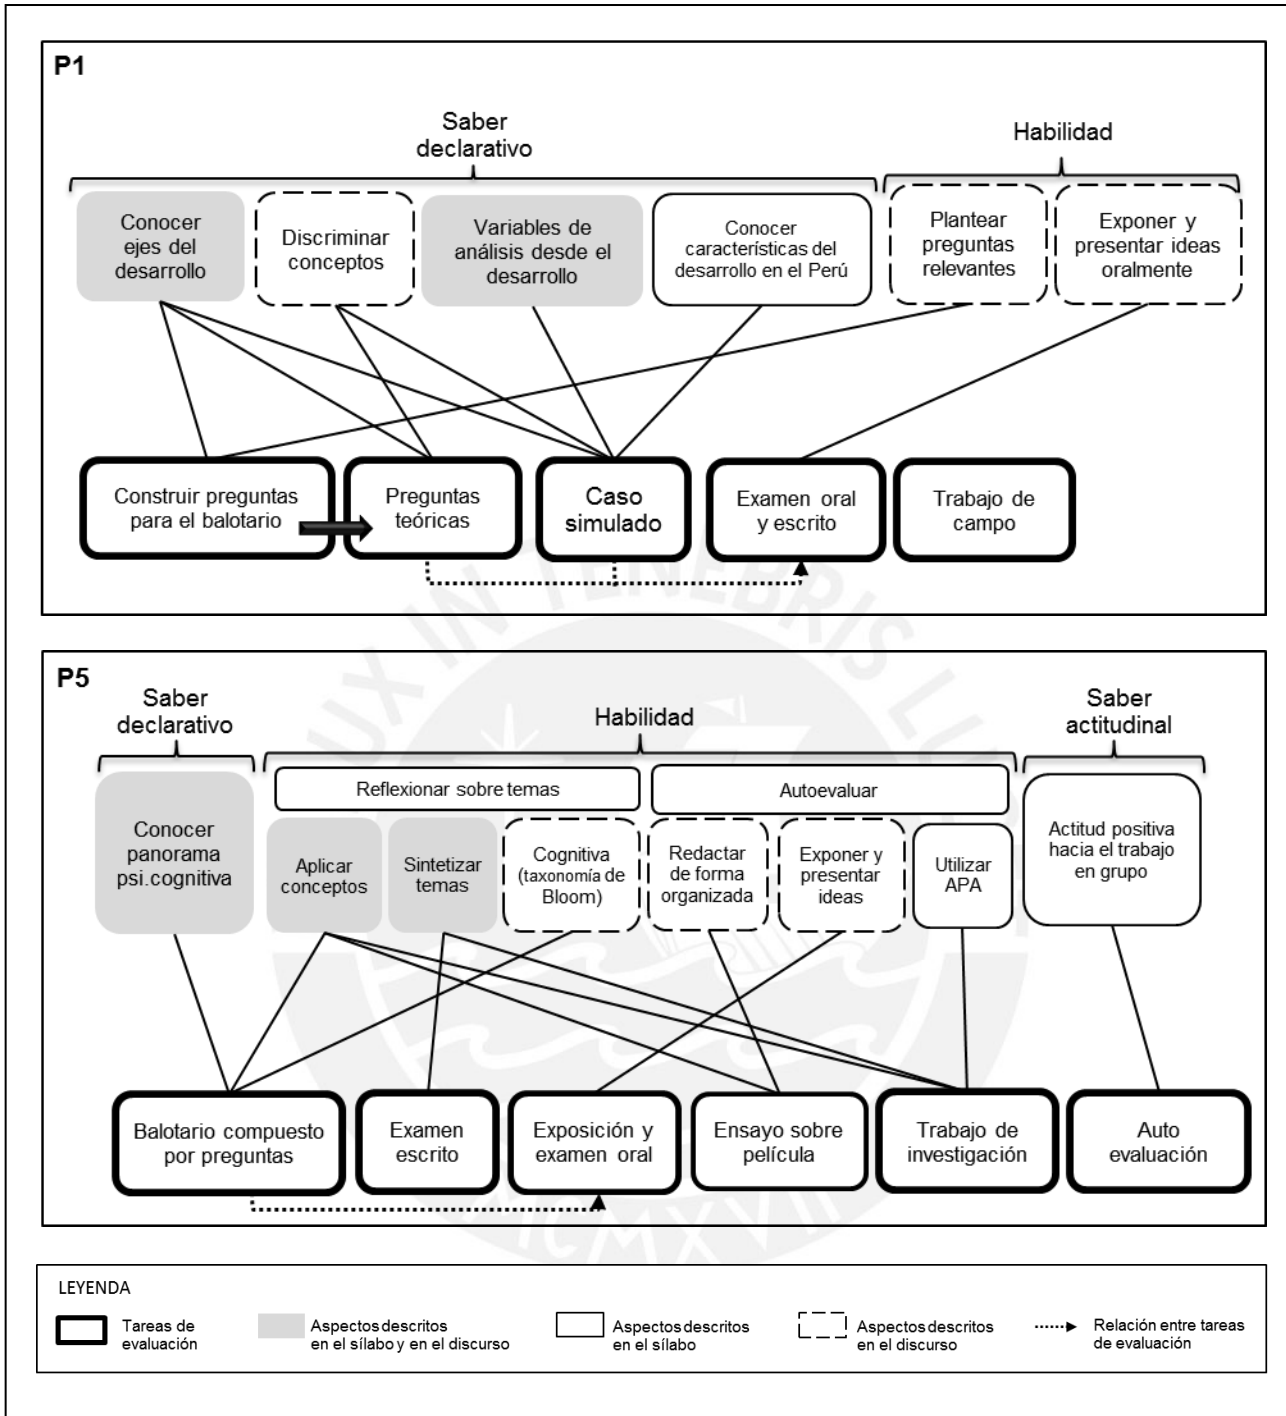 P1
Saber
declarativo
Habilidad
Conocer
ejes del
desarrollo
Discriminar
conceptos
Variables de
análisis desde el
desarrollo
Conocer
características del
desarrollo en el Perú
Plantear
preguntas
relevantes
Exponer y
presentar ideas
oralmente
Construir preguntas
para el balotario
Preguntas
teóricas
Caso
simulado
Examen oral
y escrito
Trabajo de
campo
P5
Saber
declarativo
Habilidad
Saber
actitudinal
Reflexionar sobre temas
Autoevaluar
Conocer
panorama
psi.cognitiva
Aplicar
conceptos
Sintetizar
temas
Cognitiva
(taxonomía de
Bloom)
Redactar
de forma
organizada
Exponer y
presentar
ideas
Utilizar
APA
Actitud positiva
hacia el trabajo
en grupo
Balotario compuesto
por preguntas
Examen
escrito
Exposición y
examen oral
Ensayo sobre
película
Trabajo de
investigación
Auto
evaluación
LEYENDA
Tareas de
evaluación
Aspectos descritos
en el sílabo y en el discurso
Aspectos descritos
en el sílabo
Aspectos descritos
en el discurso
Relación entre tareas
de evaluación